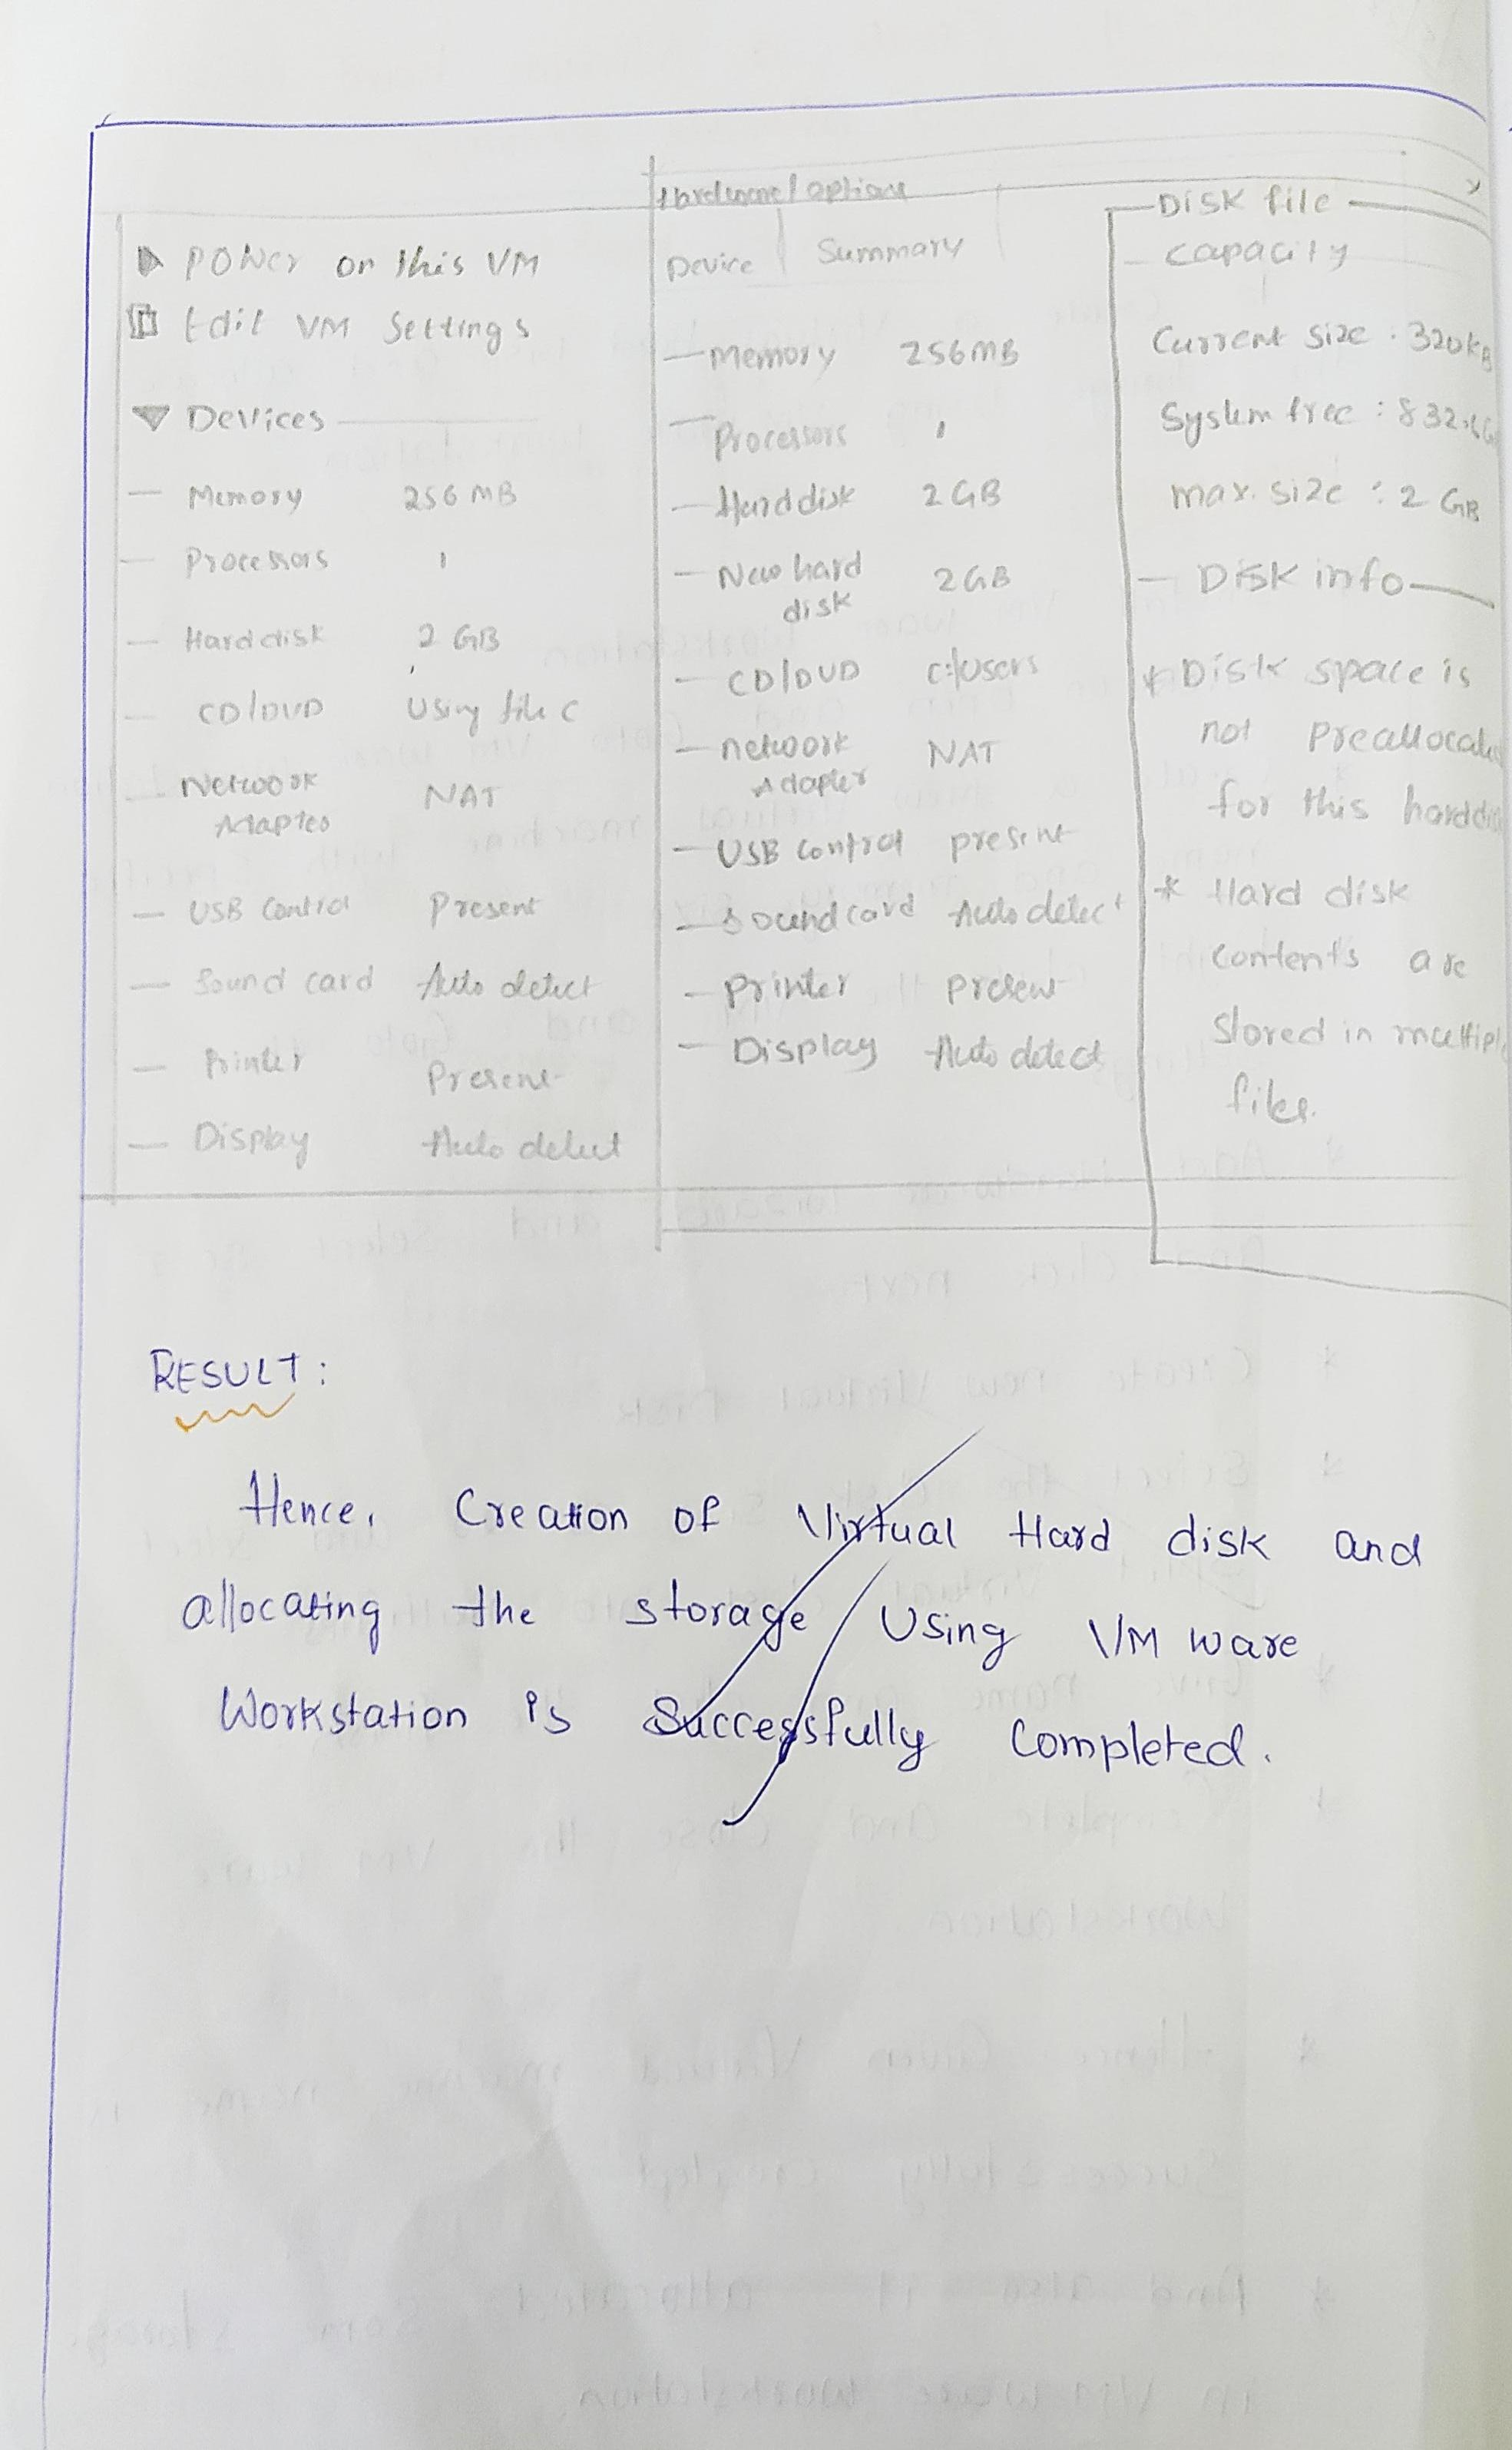 POWer on this VM
Edit VM Settings
Devices
— Memory 256 MB
— Processors 1
— Hard disk 2 GB
— CD/DVD Using file C
— Network NAT
Adapter
— USB Control Present
— Sound card Auto detect
— Printer Present
— Display Auto detect
Hardware/options
Device Summary
— Memory 256MB
— Processors 1
— Hard disk 2 GB
— New hard 2GB
disk
— CD/DVD C:/Users
— network NAT
Adapter
— USB Control present
— Sound card Auto detect
— Printer present
— Display Auto detect
Disk file
Capacity
Current Size : 320KB
System free : 832.
max. size : 2 GB
— Disk info —
* Disk space is
not preallocate
for this hard
* Hard disk
contents are
stored in multipl
files.
RESULT:
Hence, Creation of Virtual Hard disk and
allocating the storage Using VM ware
Workstation is Successfully Completed.